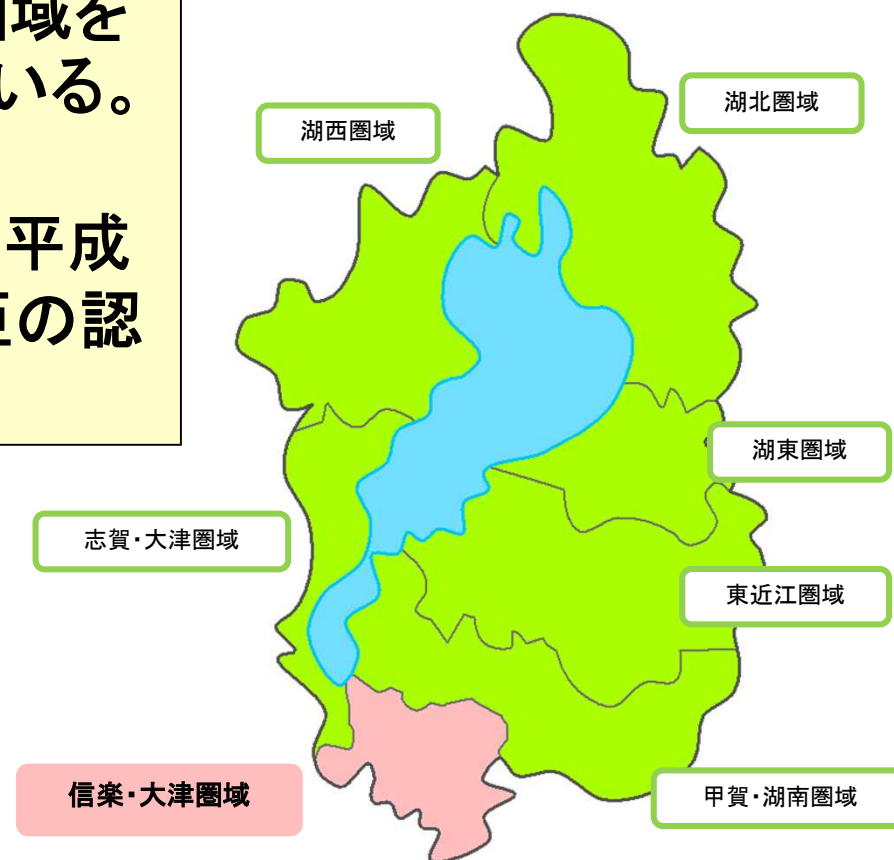 域を
いる。
平成
の認
湖北圏域
湖西圏域
湖東圏域
志賀・大津圏域
東近江圏域
信楽・大津圏域
甲賀・湖南圏域